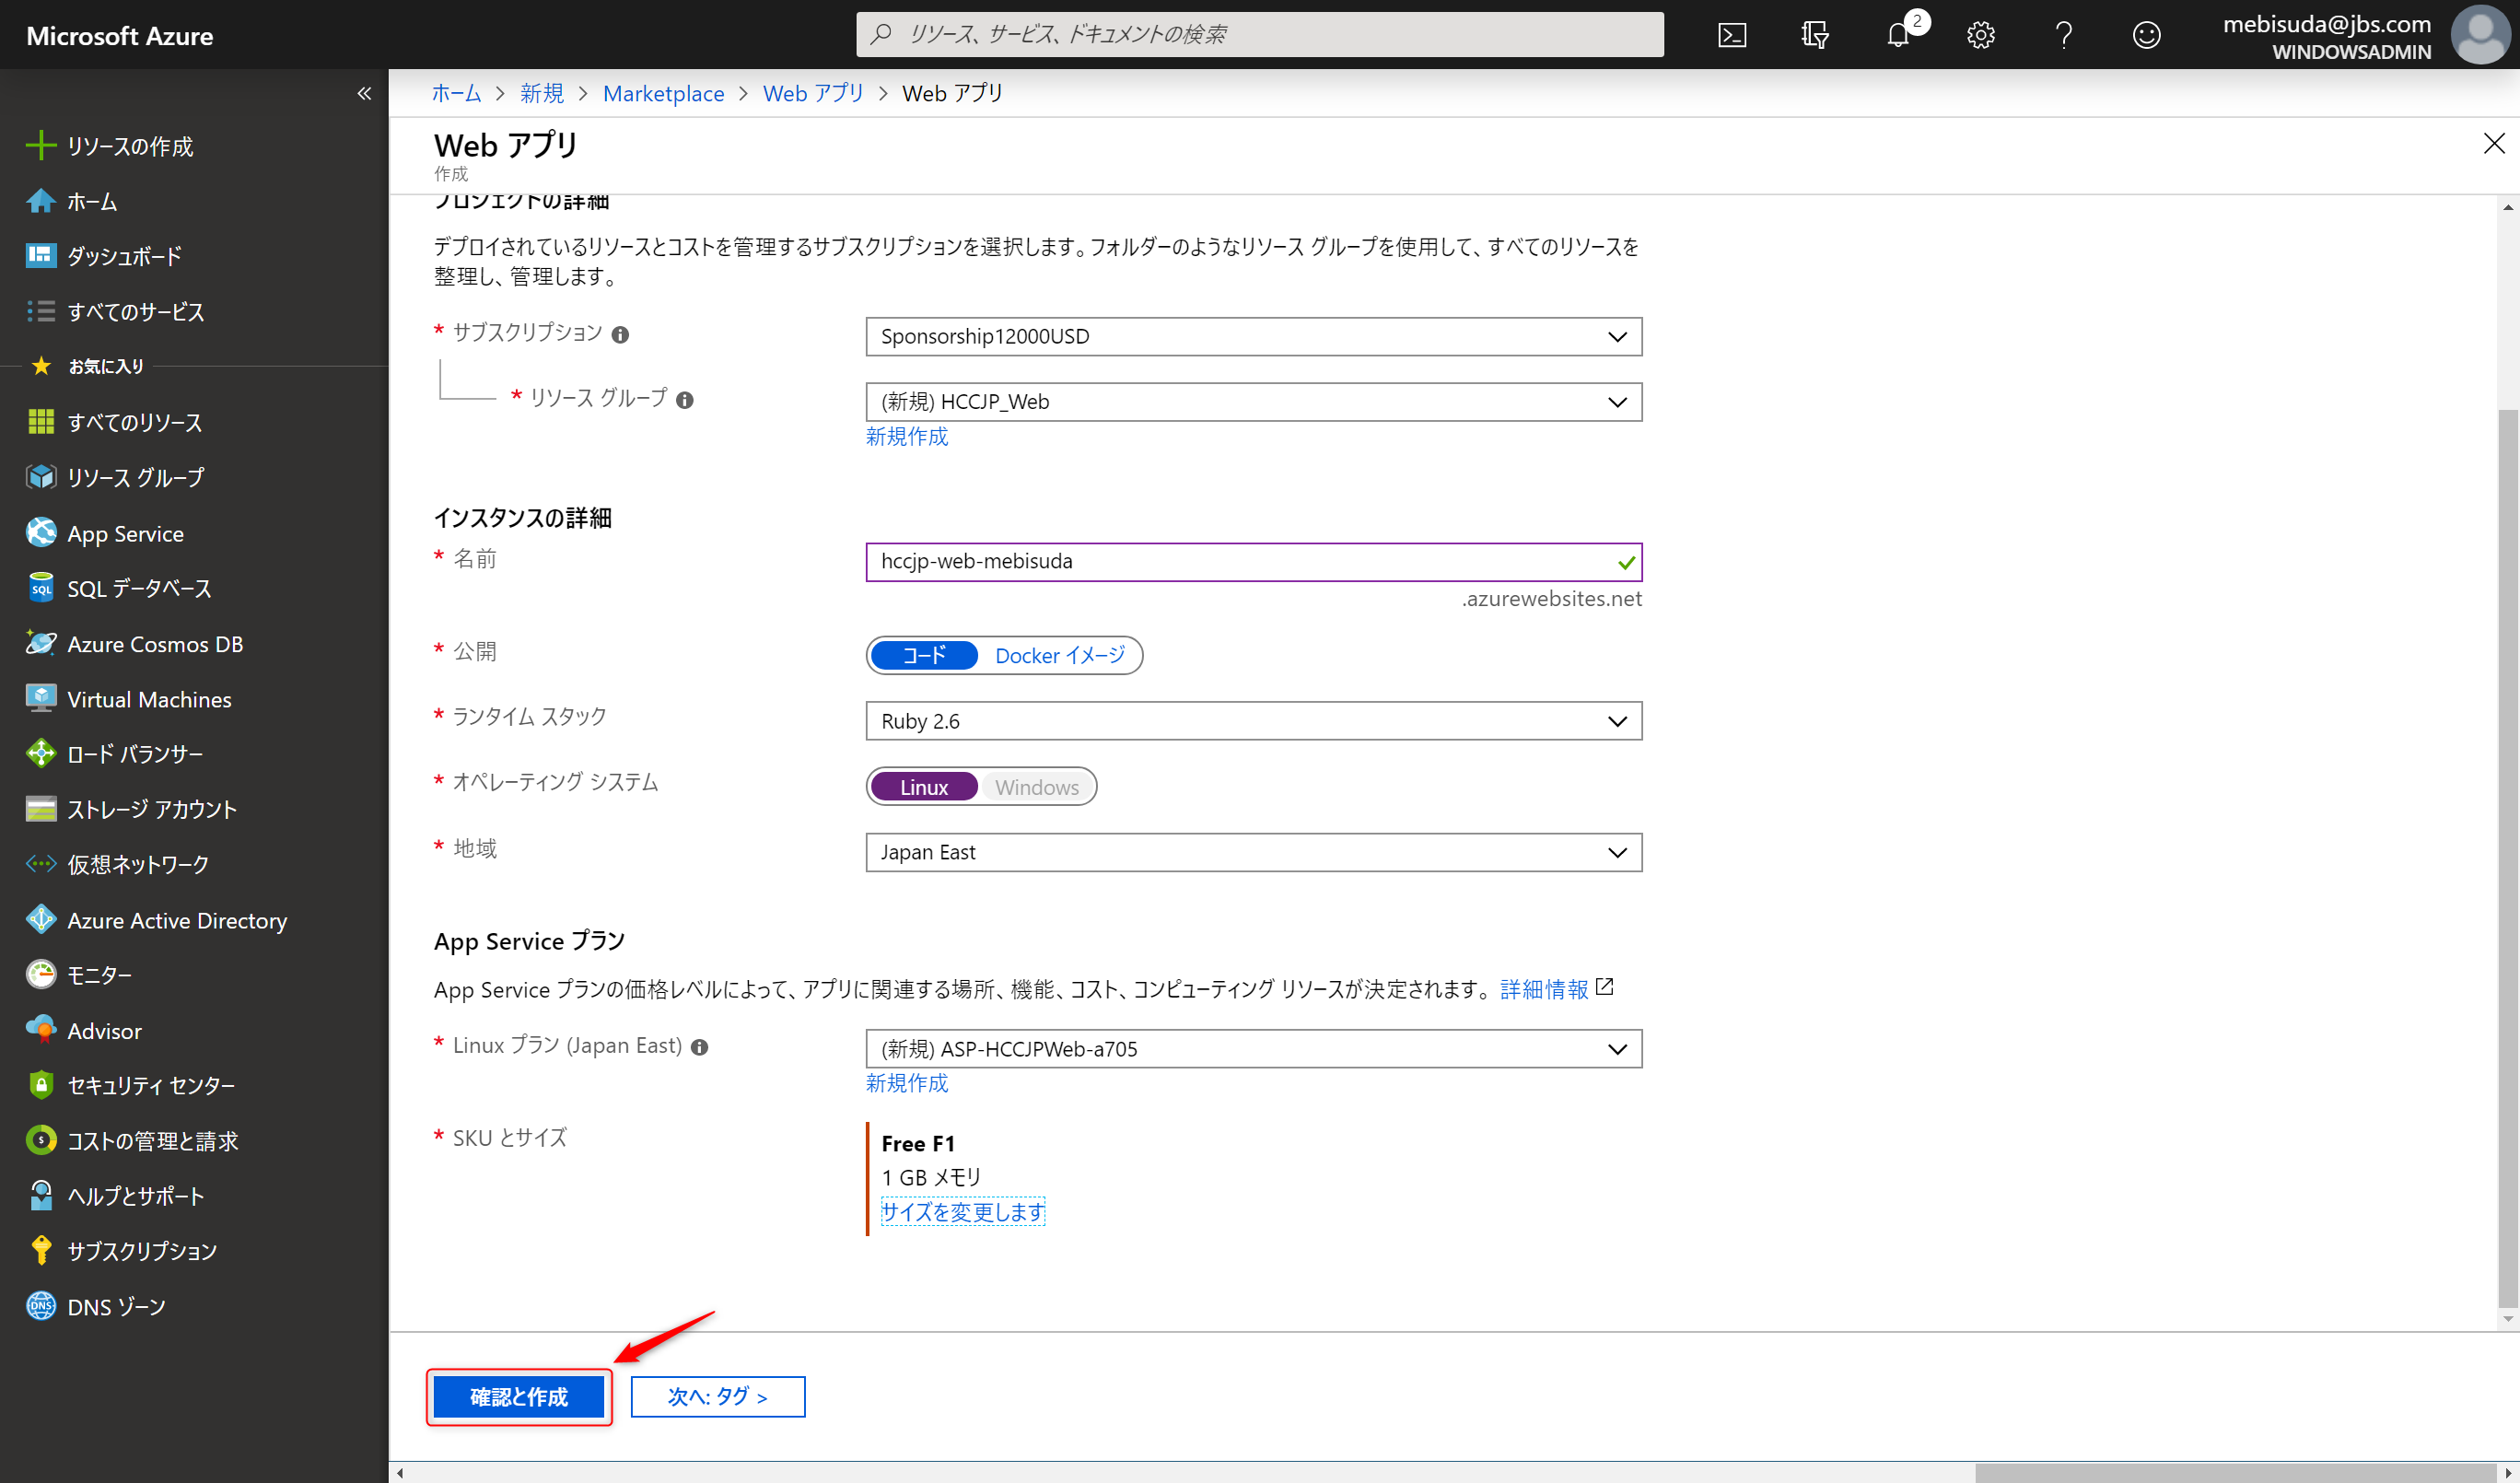 Microsoft Azure
リソース、サービス、ドキュメントの検索
2
mebisuda@jbs.com
WINDOWSADMIN
«
リソースの作成
ホーム
ダッシュボード
すべてのサービス
お気に入り
すべてのリソース
リソース グループ
App Service
SQL データベース
Azure Cosmos DB
Virtual Machines
ロード バランサー
ストレージ アカウント
仮想ネットワーク
Azure Active Directory
モニター
Advisor
セキュリティ センター
コストの管理と請求
ヘルプとサポート
サブスクリプション
DNS ゾーン
ホーム > 新規 > Marketplace > Web アプリ > Web アプリ
Web アプリ
作成
プロジェクトの詳細
デプロイされているリソースとコストを管理するサブスクリプションを選択します。フォルダーのようなリソース グループを使用して、すべてのリソースを
整理し、管理します。
* サブスクリプション
Sponsorship12000USD
* リソース グループ
(新規) HCCJP_Web
新規作成
インスタンスの詳細
* 名前
hccjp-web-mebisuda
.azurewebsites.net
* 公開
コード Docker イメージ
* ランタイム スタック
Ruby 2.6
* オペレーティング システム
Linux Windows
* 地域
Japan East
App Service プラン
App Service プランの価格レベルによって、アプリに関連する場所、機能、コスト、コンピューティング リソースが決定されます。 詳細情報
* Linux プラン (Japan East)
(新規) ASP-HCCJPWeb-a705
新規作成
* SKU とサイズ
Free F1
1 GB メモリ
サイズを変更します
確認と作成
次へ: タグ >